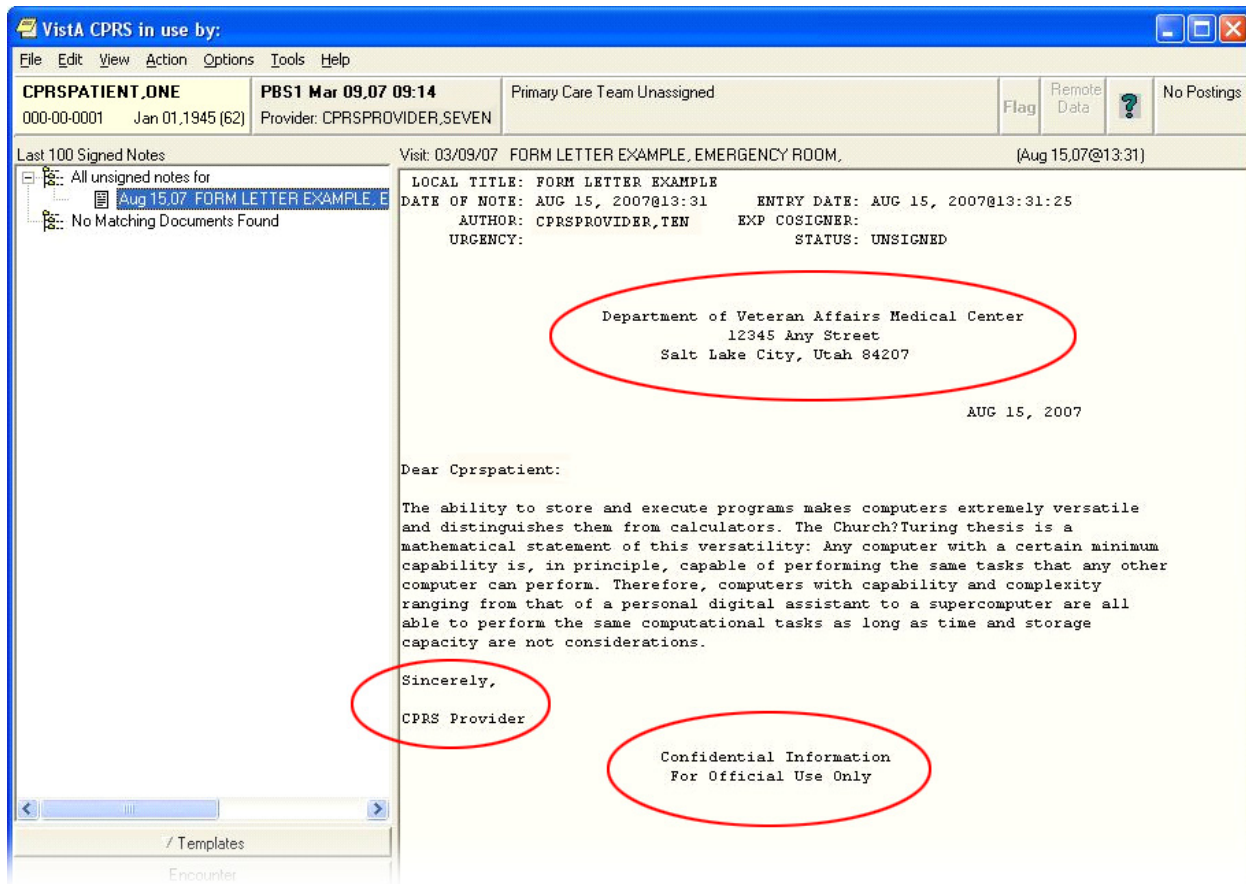 VistA CPRS in use by:
File Edit View Action Options Tools Help
CPRSPATIENT,ONE
000-00-0001 Jan 01,1945 (62)
PBS1 Mar 09,07 09:14
Provider: CPRSPROVIDER,SEVEN
Primary Care Team Unassigned
Flag
Remote
Data
?
No Postings
Last 100 Signed Notes
All unsigned notes for
Aug 15,07 FORM LETTER EXAMPLE, E
No Matching Documents Found
/ Templates
Encounter
Visit: 03/09/07 FORM LETTER EXAMPLE, EMERGENCY ROOM, (Aug 15,07@13:31)
LOCAL TITLE: FORM LETTER EXAMPLE
DATE OF NOTE: AUG 15, 2007@13:31 ENTRY DATE: AUG 15, 2007@13:31:25
AUTHOR: CPRSPROVIDER,TEN EXP COSIGNER:
URGENCY: STATUS: UNSIGNED
Department of Veteran Affairs Medical Center
12345 Any Street
Salt Lake City, Utah 84207
AUG 15, 2007
Dear Cprspatient:
The ability to store and execute programs makes computers extremely versatile
and distinguishes them from calculators. The Church?Turing thesis is a
mathematical statement of this versatility: Any computer with a certain minimum
capability is, in principle, capable of performing the same tasks that any other
computer can perform. Therefore, computers with capability and complexity
ranging from that of a personal digital assistant to a supercomputer are all
able to perform the same computational tasks as long as time and storage
capacity are not considerations.
Sincerely,
CPRS Provider
Confidential Information
For Official Use Only